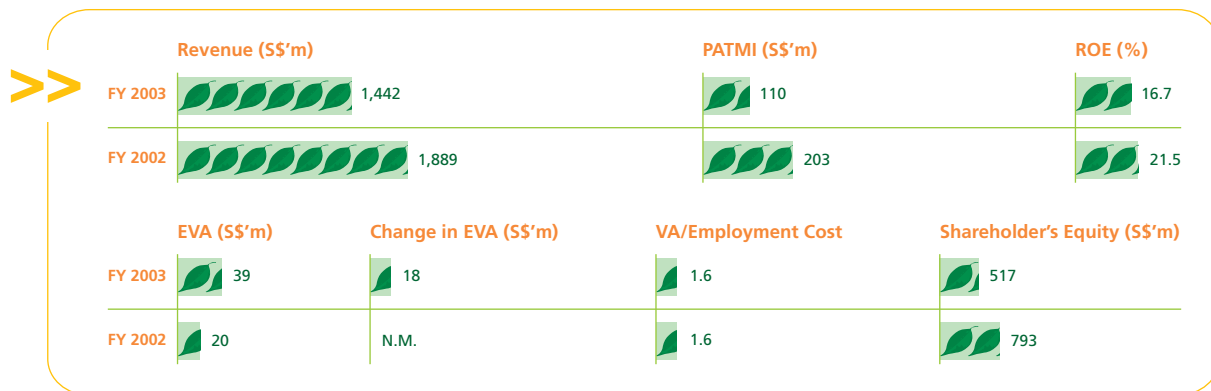 Revenue (S$’m) PATMI (S$’m) ROE (%)
>>
FY 2003 1,442 110 16.7
FY 2002 1,889 203 21.5
EVA (S$’m) Change in EVA (S$’m) VA/Employment Cost Shareholder’s Equity (S$’m)
FY 2003 39 18 1.6 517
FY 2002 20 N.M. 1.6 793